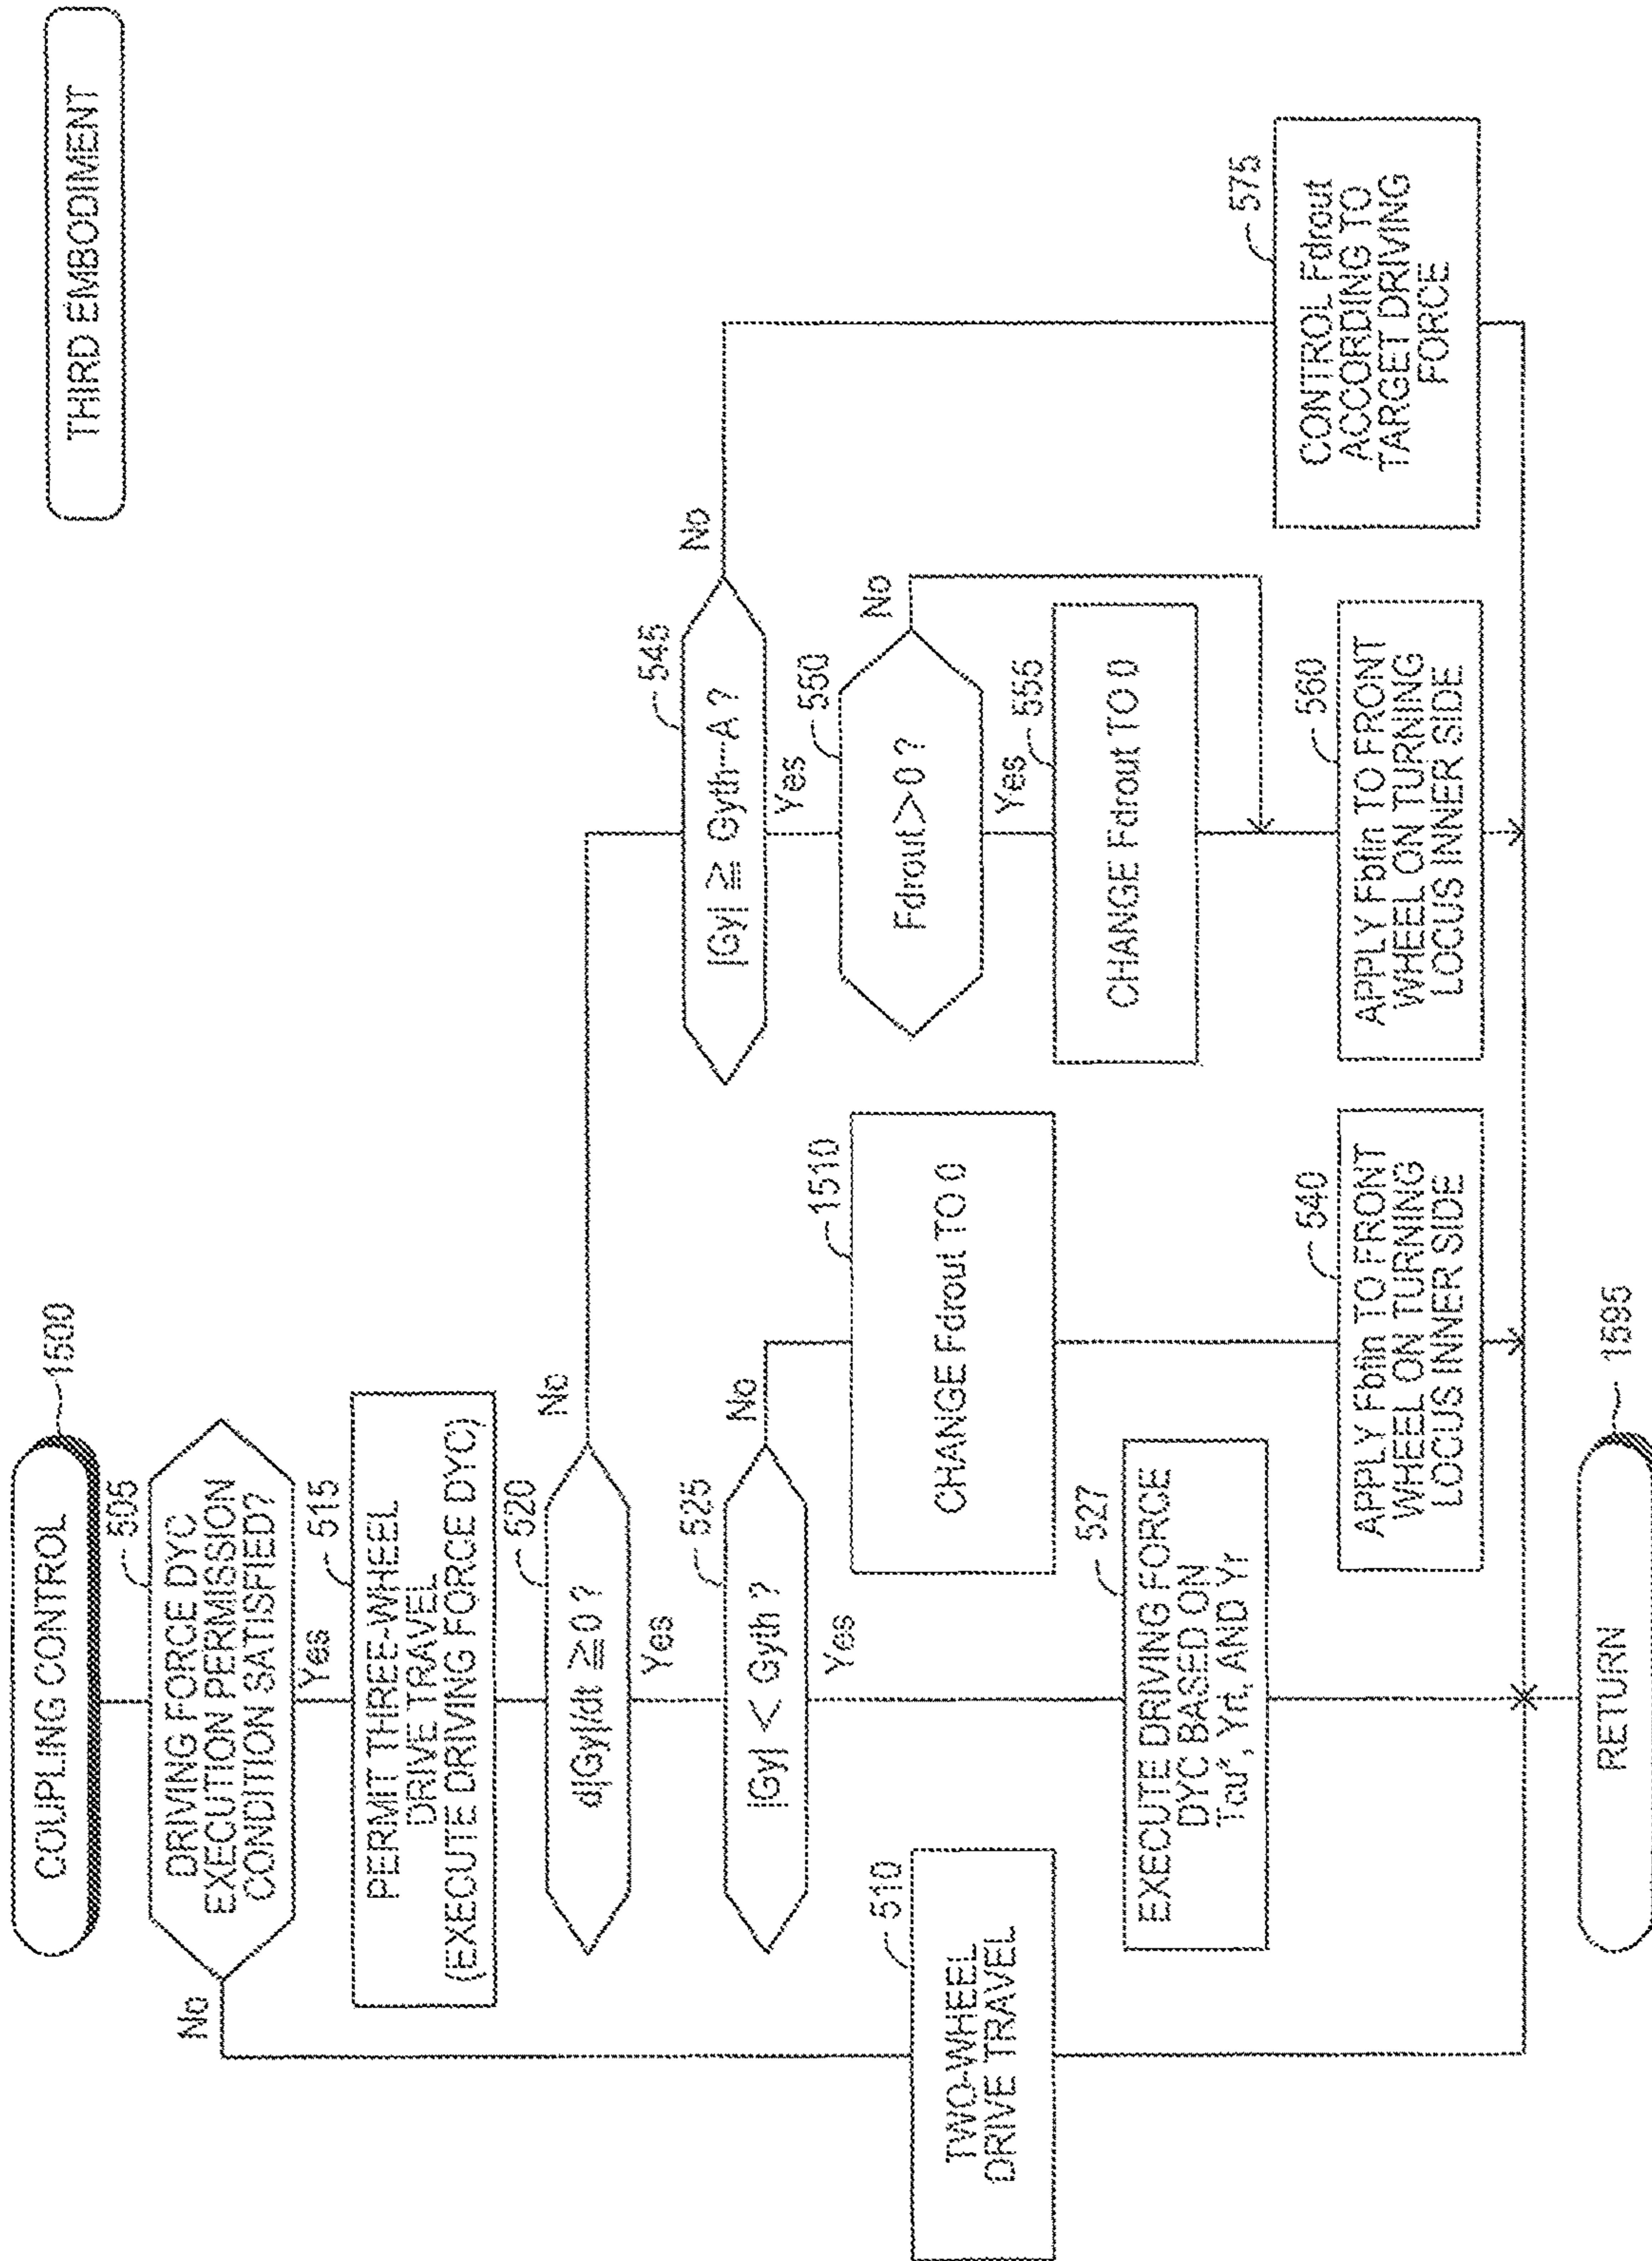 THIRD EMBODIMENT
COUPLING CONTROL
1500
505
DRIVING FORCE DYC
EXECUTION PERMISSION
CONDITION SATISFIED?
No
Yes
515
PERMIT THREE-WHEEL
DRIVE TRAVEL
(EXECUTE DRIVING FORCE DYC)
520
d|Gy|/dt ≧0 ?
No
Yes
525
|Gy| < Gyth ?
No
Yes
545
|Gy| ≧ Gyth-A ?
No
Yes
550
Fdrout>0 ?
No
Yes
510
TWO-WHEEL
DRIVE TRAVEL
527
EXECUTE DRIVING FORCE
DYC BASED ON
Tau*, Yrl, AND Yr
1510
CHANGE Fdrout TO 0
555
CHANGE Fdrout TO 0
540
APPLY Fbfin TO FRONT
WHEEL ON TURNING
LOCUS INNER SIDE
560
APPLY Fbfin TO FRONT
WHEEL ON TURNING
LOCUS INNER SIDE
575
CONTROL Fdrout
ACCORDING TO
TARGET DRIVING
FORCE
RETURN
1595